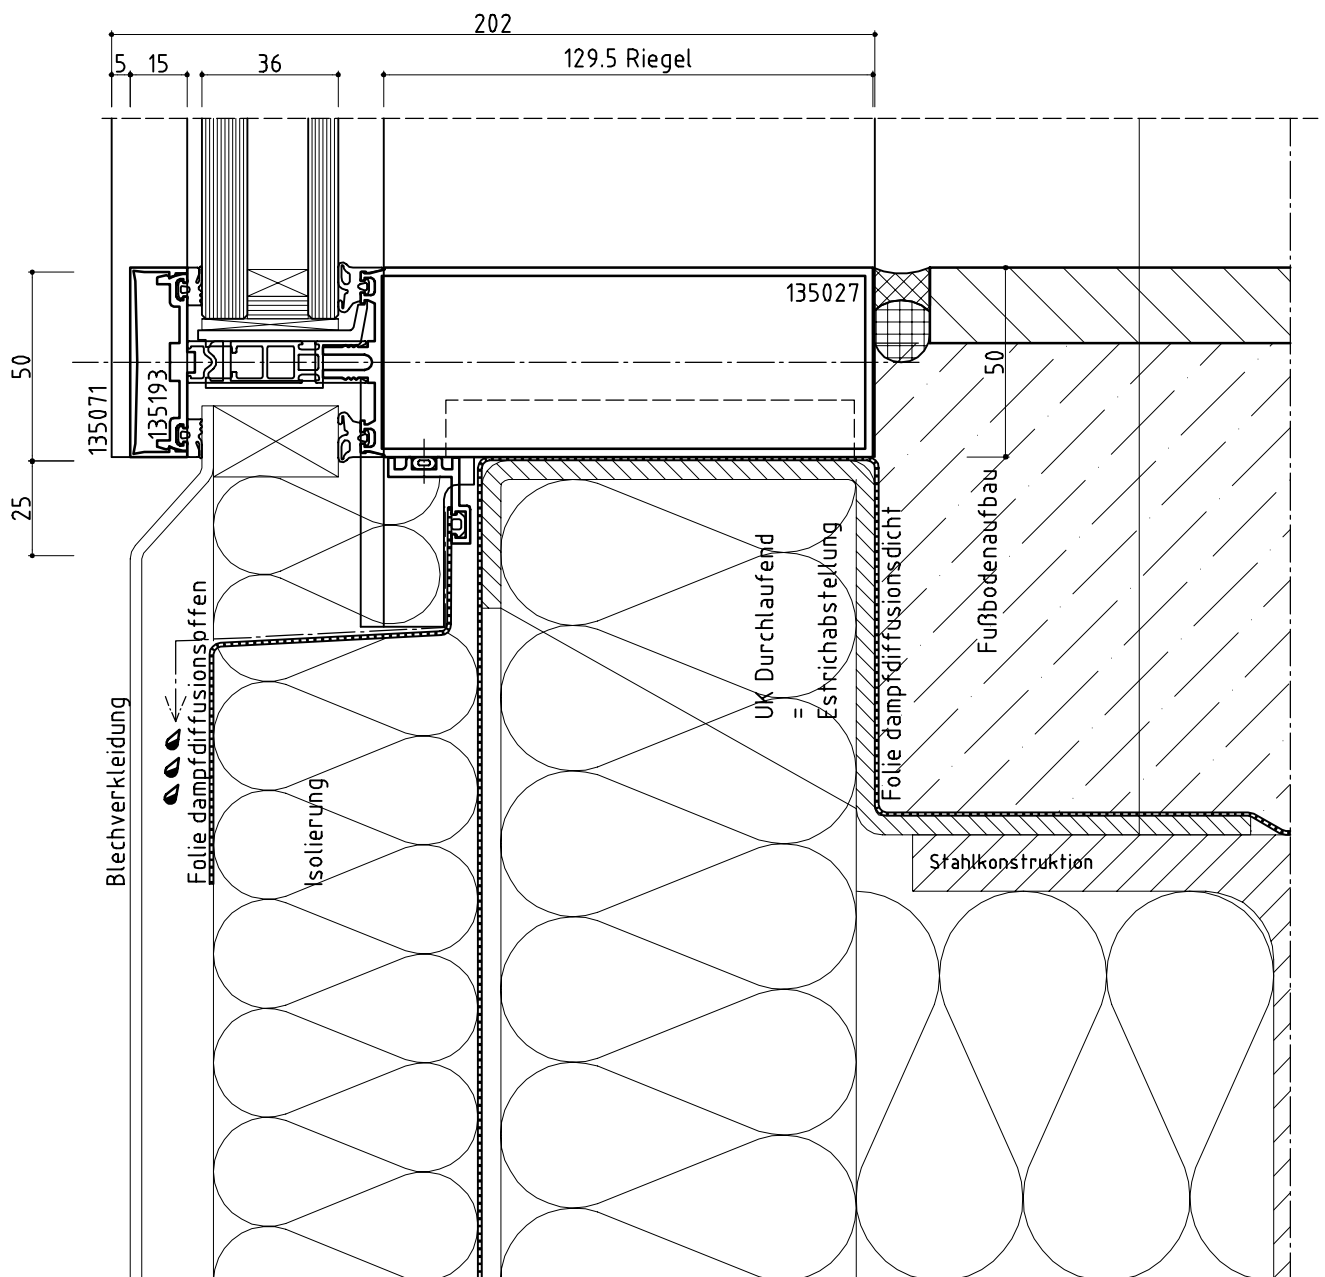 202
5
15
36
129.5 Riegel
135027
50
25
135071
135193
50
Fußbodenaufbau
UK Durchlaufend
=
Estrichabstellung
Folie dampfdiffusionsdicht
Folie dampfdiffusionsoffen
Blechverkleidung
Isolierung
Stahlkonstruktion